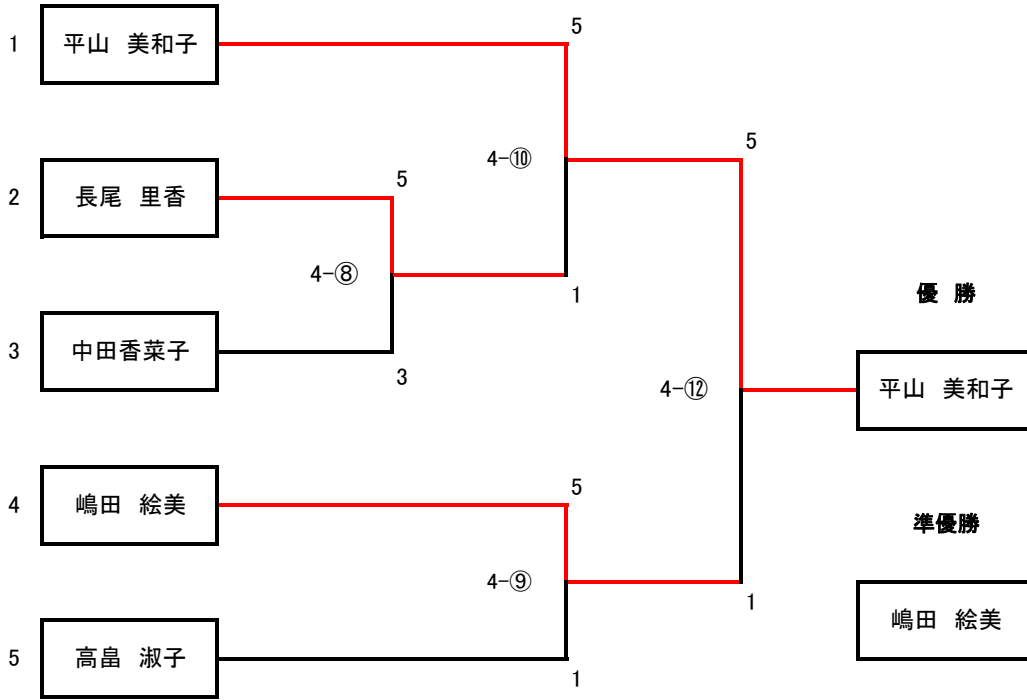 5
1 平山 美和子
4-⑩
5
2 長尾 里香
5
4-⑧
1
優 勝
3 中田香菜子
3
4-⑫
平山 美和子
4 嶋田 絵美
5
準優勝
4-⑨
1
嶋田 絵美
5 高畠 淑子
1